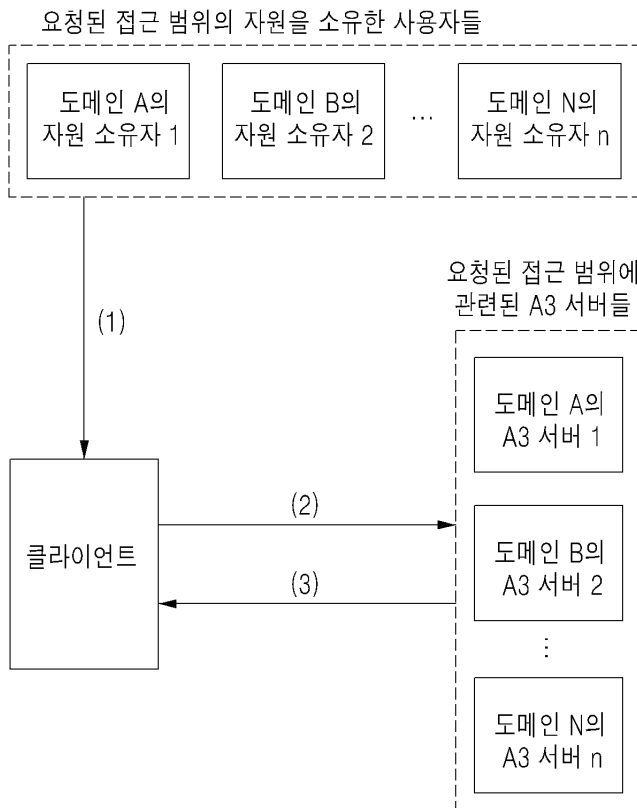 요청된 접근 범위의 자원을 소유한 사용자들
도메인 A의
자원 소유자 1
도메인 B의
자원 소유자 2
...
도메인 N의
자원 소유자 n
(1)
요청된 접근 범위에
관련된 A3 서버들
도메인 A의
A3 서버 1
클라이언트
(2)
(3)
도메인 B의
A3 서버 2
⋮
도메인 N의
A3 서버 n